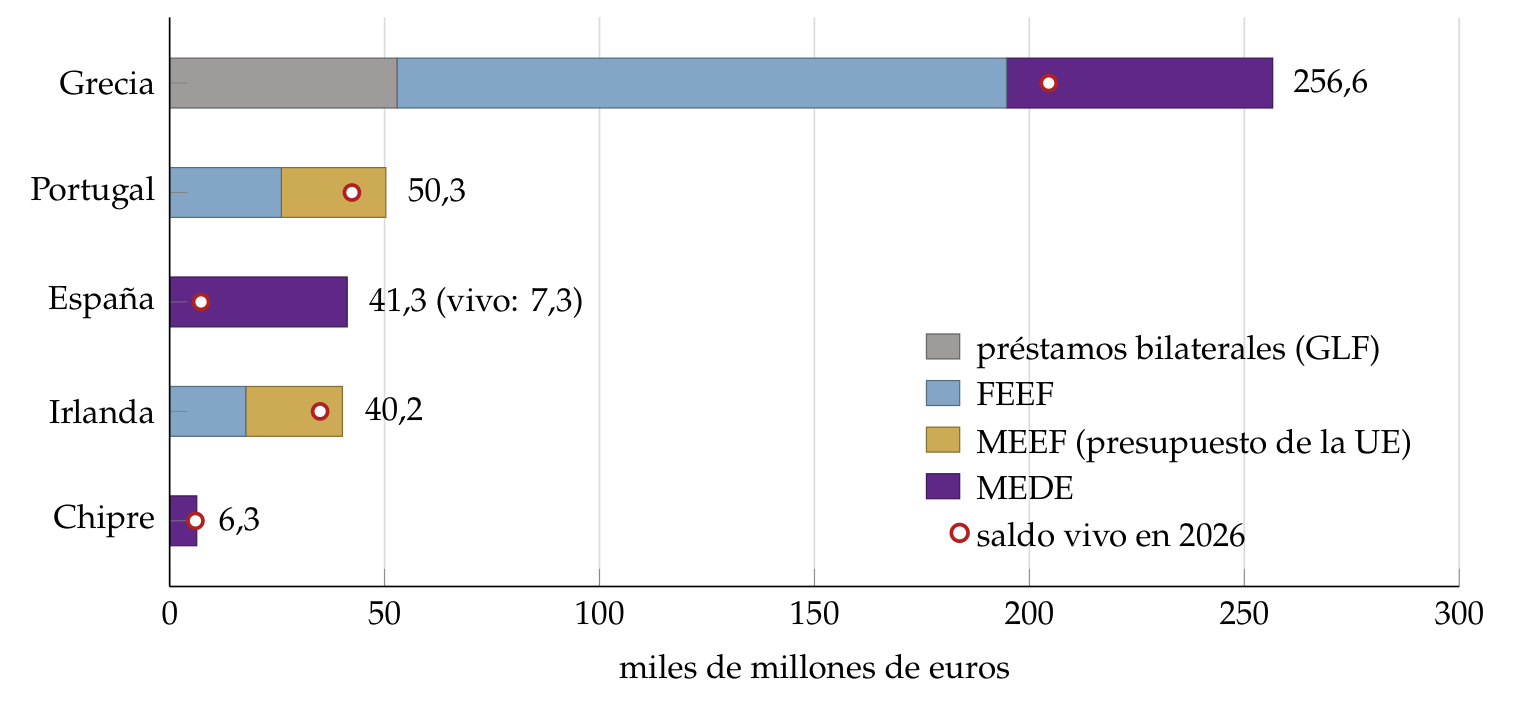 Grecia 256,6
Portugal 50,3
España 41,3 (vivo: 7,3)
préstamos bilaterales (GLF)
FEEF
Irlanda 40,2
MEEF (presupuesto de la UE)
MEDE
Chipre 6,3
saldo vivo en 2026
0 50 100 150 200 250 300
miles de millones de euros